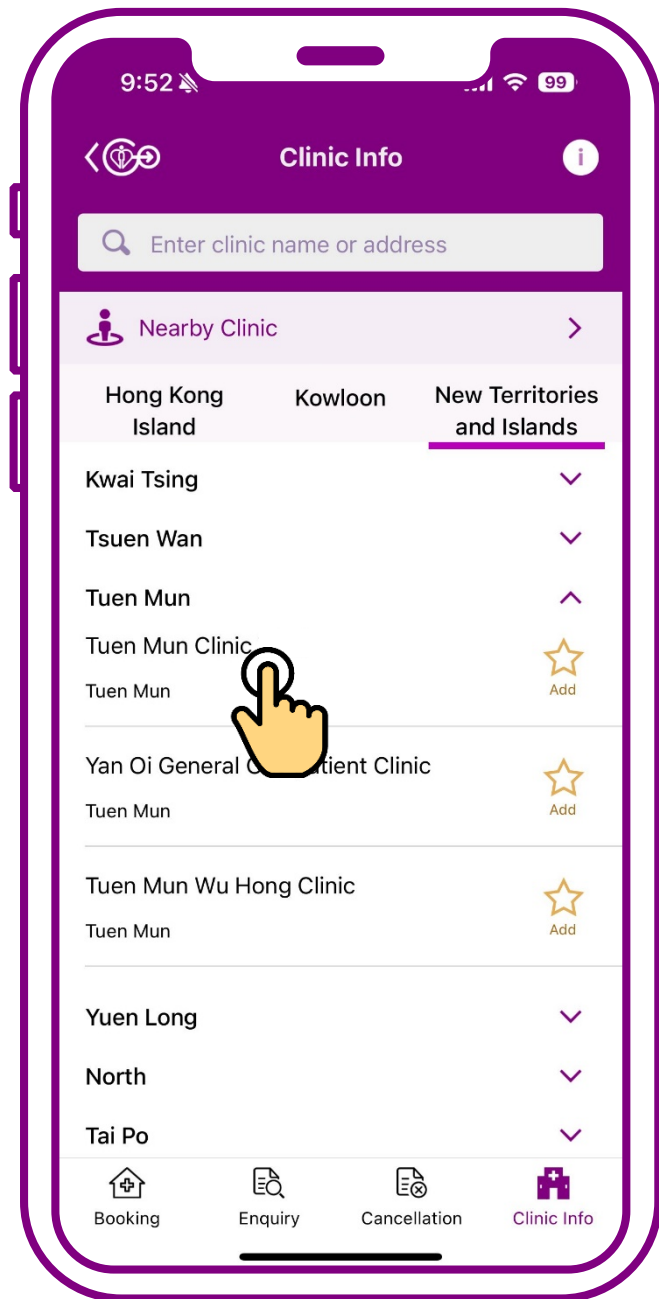 9:52
99
Clinic Info
i
Enter clinic name or address
Nearby Clinic
Hong Kong
Island
Kowloon
New Territories
and Islands
Kwai Tsing
Tsuen Wan
Tuen Mun
Tuen Mun Clinic
Add
Tuen Mun
Yan Oi General Clinic
Add
Tuen Mun
Tuen Mun Wu Hong Clinic
Add
Tuen Mun
Yuen Long
North
Tai Po
Booking
Enquiry
Cancellation
Clinic Info